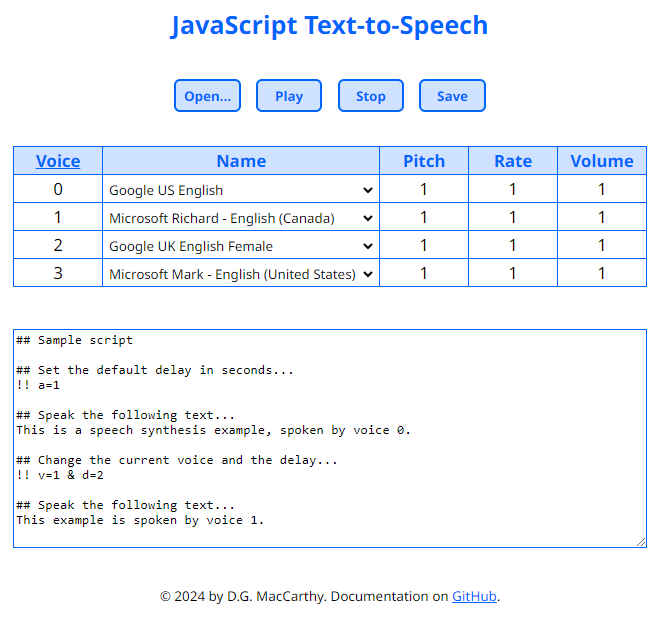 JavaScript Text-to-Speech
Open... Play Stop Save
Voice Name Pitch Rate Volume
0 Google US English 1 1 1
1 Microsoft Richard - English (Canada) 1 1 1
2 Google UK English Female 1 1 1
3 Microsoft Mark - English (United States) 1 1 1
## Sample script
## Set the default delay in seconds...
!! a=1
## Speak the following text...
This is a speech synthesis example, spoken by voice 0.
## Change the current voice and the delay...
!! v=1 & d=2
## Speak the following text...
This example is spoken by voice 1.
© 2024 by D.G. MacCarthy. Documentation on GitHub.